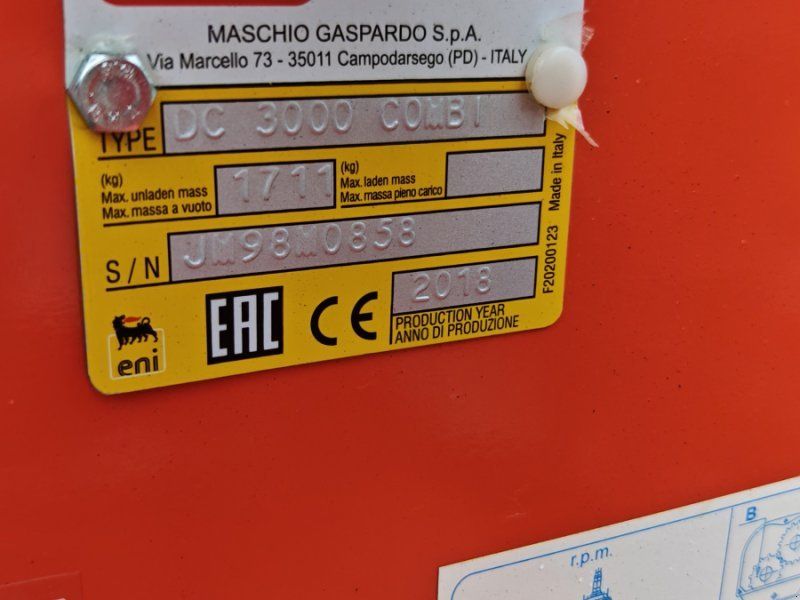 MASCHIO GASPARDO S.p.A.
Via Marcello 73 - 35011 Campodarsego (PD) - ITALY
TYPE DC 3000 COMBI
(kg)
Max. unladen mass
Max. massa a vuoto
1711
(kg)
Max. laden mass
Max. massa pieno carico
S/N JM98M0858
2018
PRODUCTION YEAR
ANNO DI PRODUZIONE
eni
EAC
CE
F20200123 Made in Italy
r.p.m.
B